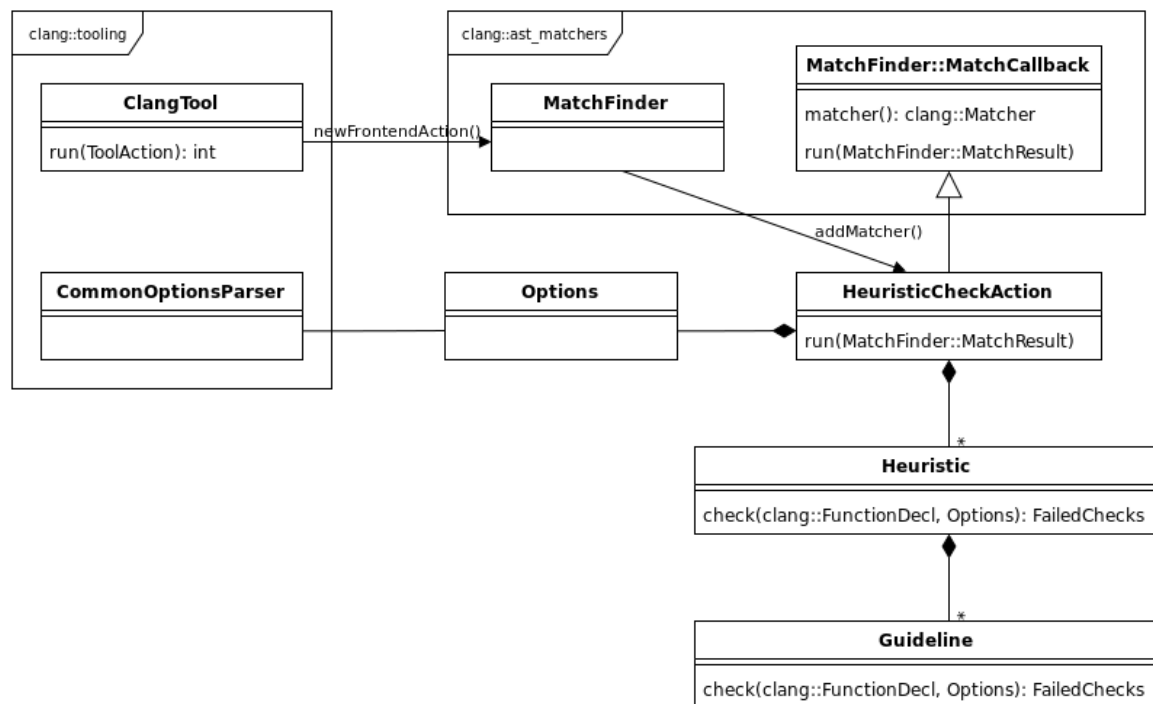 clang::tooling
clang::ast_matchers
ClangTool
run(ToolAction): int
newFrontendAction()
MatchFinder
MatchFinder::MatchCallback
matcher(): clang::Matcher
run(MatchFinder::MatchResult)
addMatcher()
CommonOptionsParser
Options
HeuristicCheckAction
run(MatchFinder::MatchResult)
*
Heuristic
check(clang::FunctionDecl, Options): FailedChecks
*
Guideline
check(clang::FunctionDecl, Options): FailedChecks